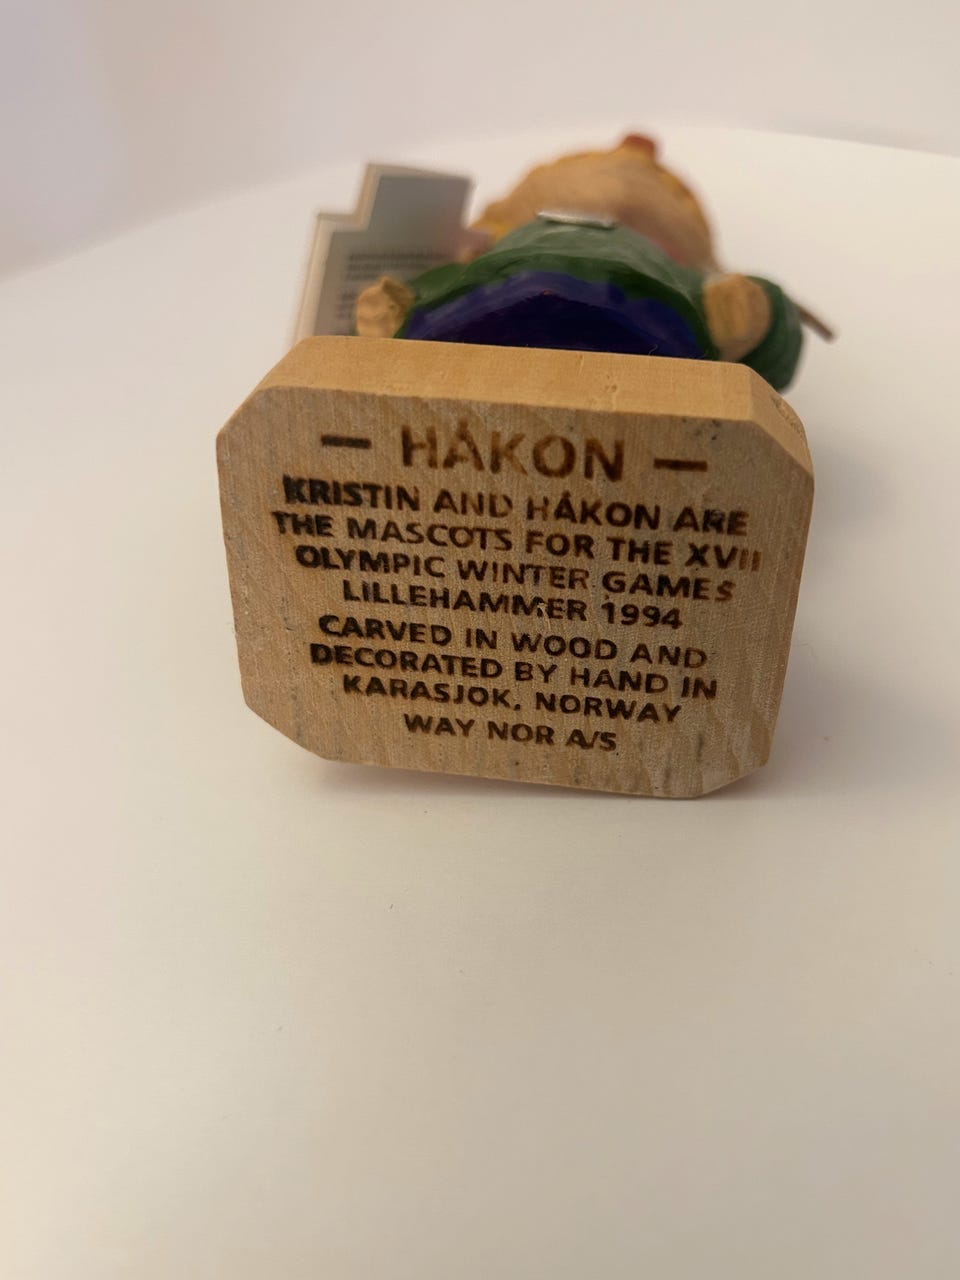 — HÅKON —
KRISTIN AND HÅKON ARE
THE MASCOTS FOR THE XVII
OLYMPIC WINTER GAMES
LILLEHAMMER 1994
CARVED IN WOOD AND
DECORATED BY HAND IN
KARASJOK, NORWAY
WAY NOR A/S